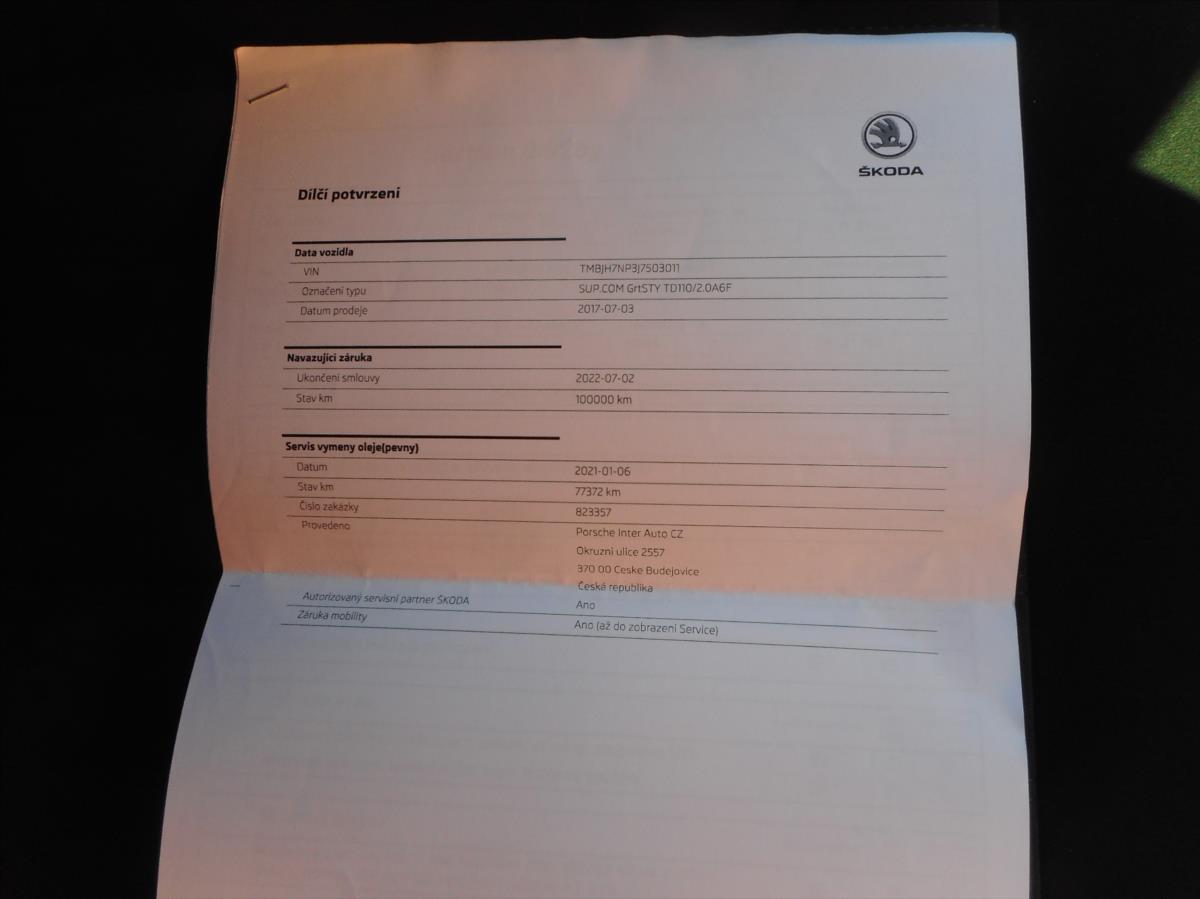 ŠKODA
Dílčí potvrzení
Data vozidla
VIN TMBJH7NP3J7503011
Označení typu SUP.COM GrtSTY TD110/2.0A6F
Datum prodeje 2017-07-03
Navazující záruka
Ukončení smlouvy 2022-07-02
Stav km 100000 km
Servis vymeny oleje(pevny)
Datum 2021-01-06
Stav km 77372 km
Číslo zakázky 823357
Provedeno Porsche Inter Auto CZ
Okruzni ulice 2557
370 00 Ceske Budejovice
Česká republika
Autorizovaný servisní partner ŠKODA Ano
Záruka mobility Ano (až do zobrazení Service)